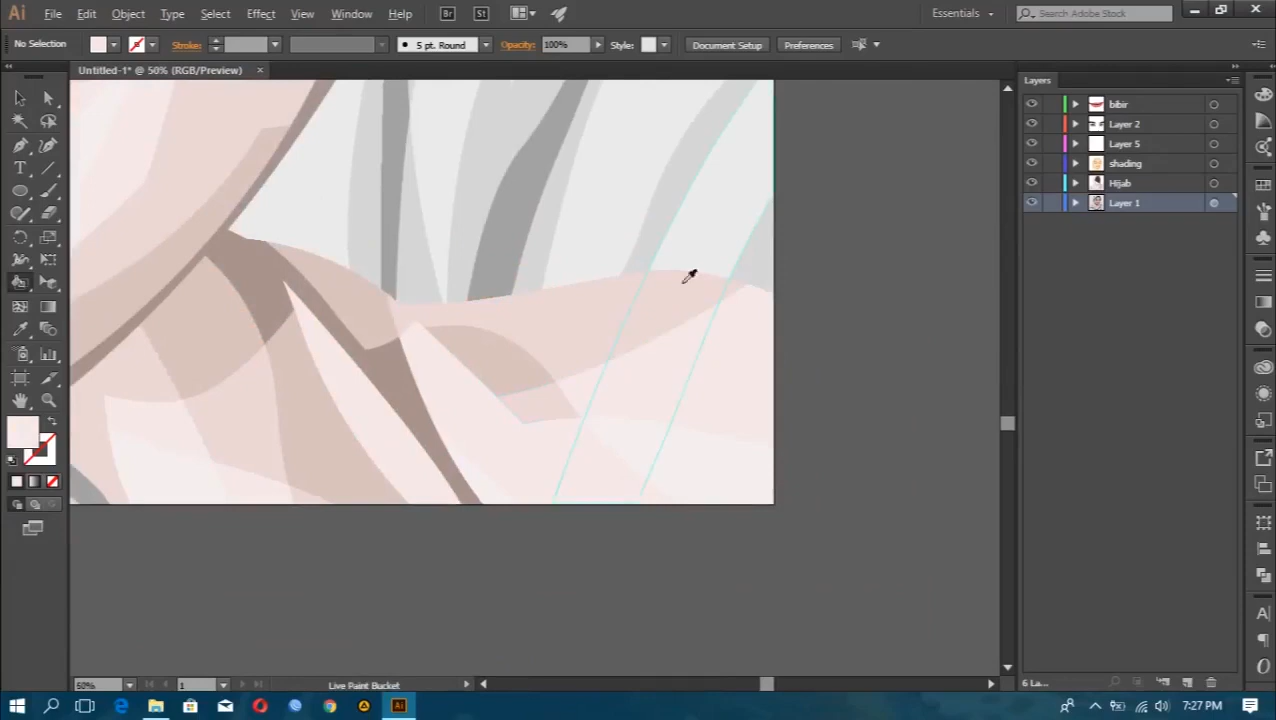 Ai File Edit Object Type Select Effect View Window Help Br St Essentials Search Adobe Stock
No Selection Stroke: 5 pt. Round Opacity: 100% Style: Document Setup Preferences
Untitled-1* @ 50% (RGB/Preview) ×
Layers
bibir
Layer 2
Layer 5
shading
Hijab
Layer 1
50% 1 Live Paint Bucket 6 La...
Ai 7:27 PM